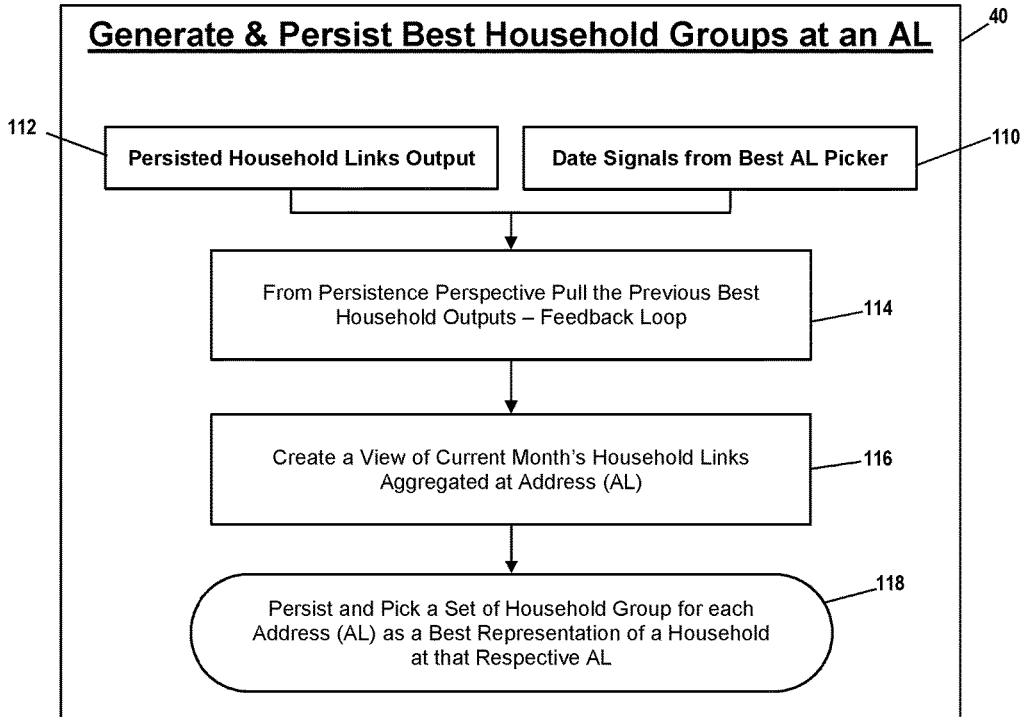 Generate & Persist Best Household Groups at an AL
40
112
Persisted Household Links Output
Date Signals from Best AL Picker
110
From Persistence Perspective Pull the Previous Best
Household Outputs – Feedback Loop
114
Create a View of Current Month's Household Links
Aggregated at Address (AL)
116
Persist and Pick a Set of Household Group for each
Address (AL) as a Best Representation of a Household
at that Respective AL
118